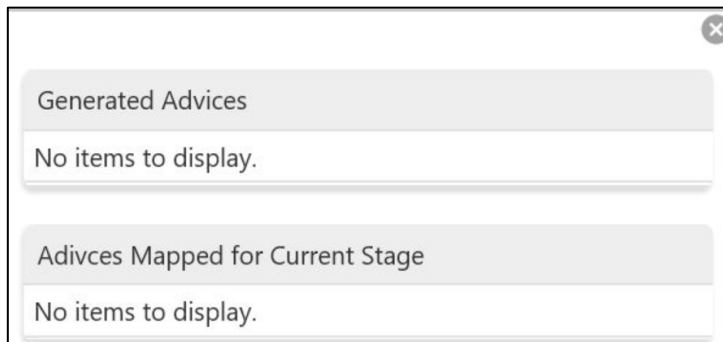 Generated Advices
No items to display.
Adivces Mapped for Current Stage
No items to display.